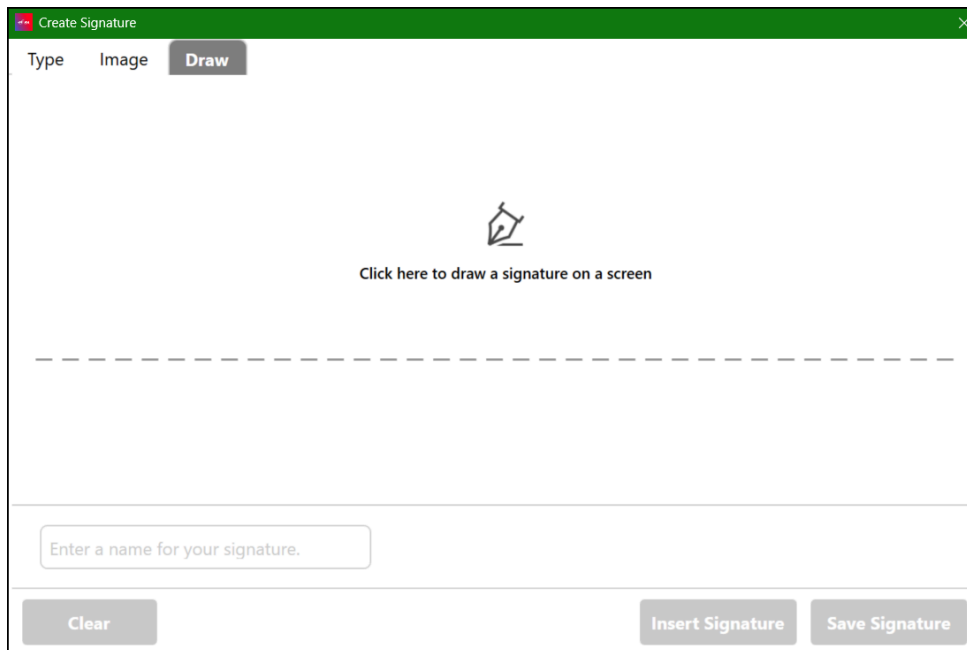 Create Signature
Type Image Draw
Click here to draw a signature on a screen
Enter a name for your signature.
Clear Insert Signature Save Signature